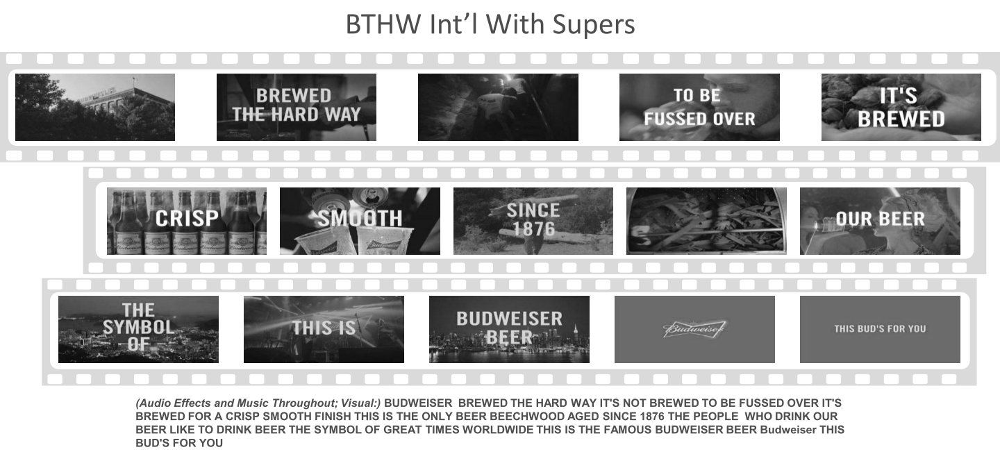 BTHW Int’l With Supers
BREWED
THE HARD WAY
TO BE
FUSSED OVER
IT'S
BREWED
CRISP
SMOOTH
Budweiser
SINCE
1876
OUR BEER
THE
SYMBOL
OF
THIS IS
BUDWEISER
BEER
Budweiser
THIS BUD'S FOR YOU
(Audio Effects and Music Throughout; Visual:) BUDWEISER BREWED THE HARD WAY IT'S NOT BREWED TO BE FUSSED OVER IT'S
BREWED FOR A CRISP SMOOTH FINISH THIS IS THE ONLY BEER BEECHWOOD AGED SINCE 1876 THE PEOPLE WHO DRINK OUR
BEER LIKE TO DRINK BEER THE SYMBOL OF GREAT TIMES WORLDWIDE THIS IS THE FAMOUS BUDWEISER BEER Budweiser THIS
BUD'S FOR YOU